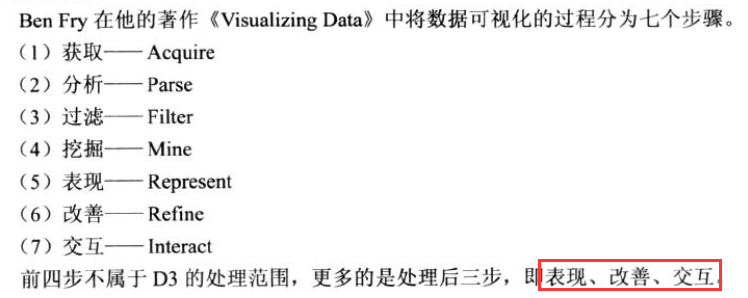 Ben Fry 在他的著作《Visualizing Data》中将数据可视化的过程分为七个步骤。
（1）获取——Acquire
（2）分析——Parse
（3）过滤——Filter
（4）挖掘——Mine
（5）表现——Represent
（6）改善——Refine
（7）交互——Interact
前四步不属于 D3 的处理范围，更多的是处理后三步，即表现、改善、交互。